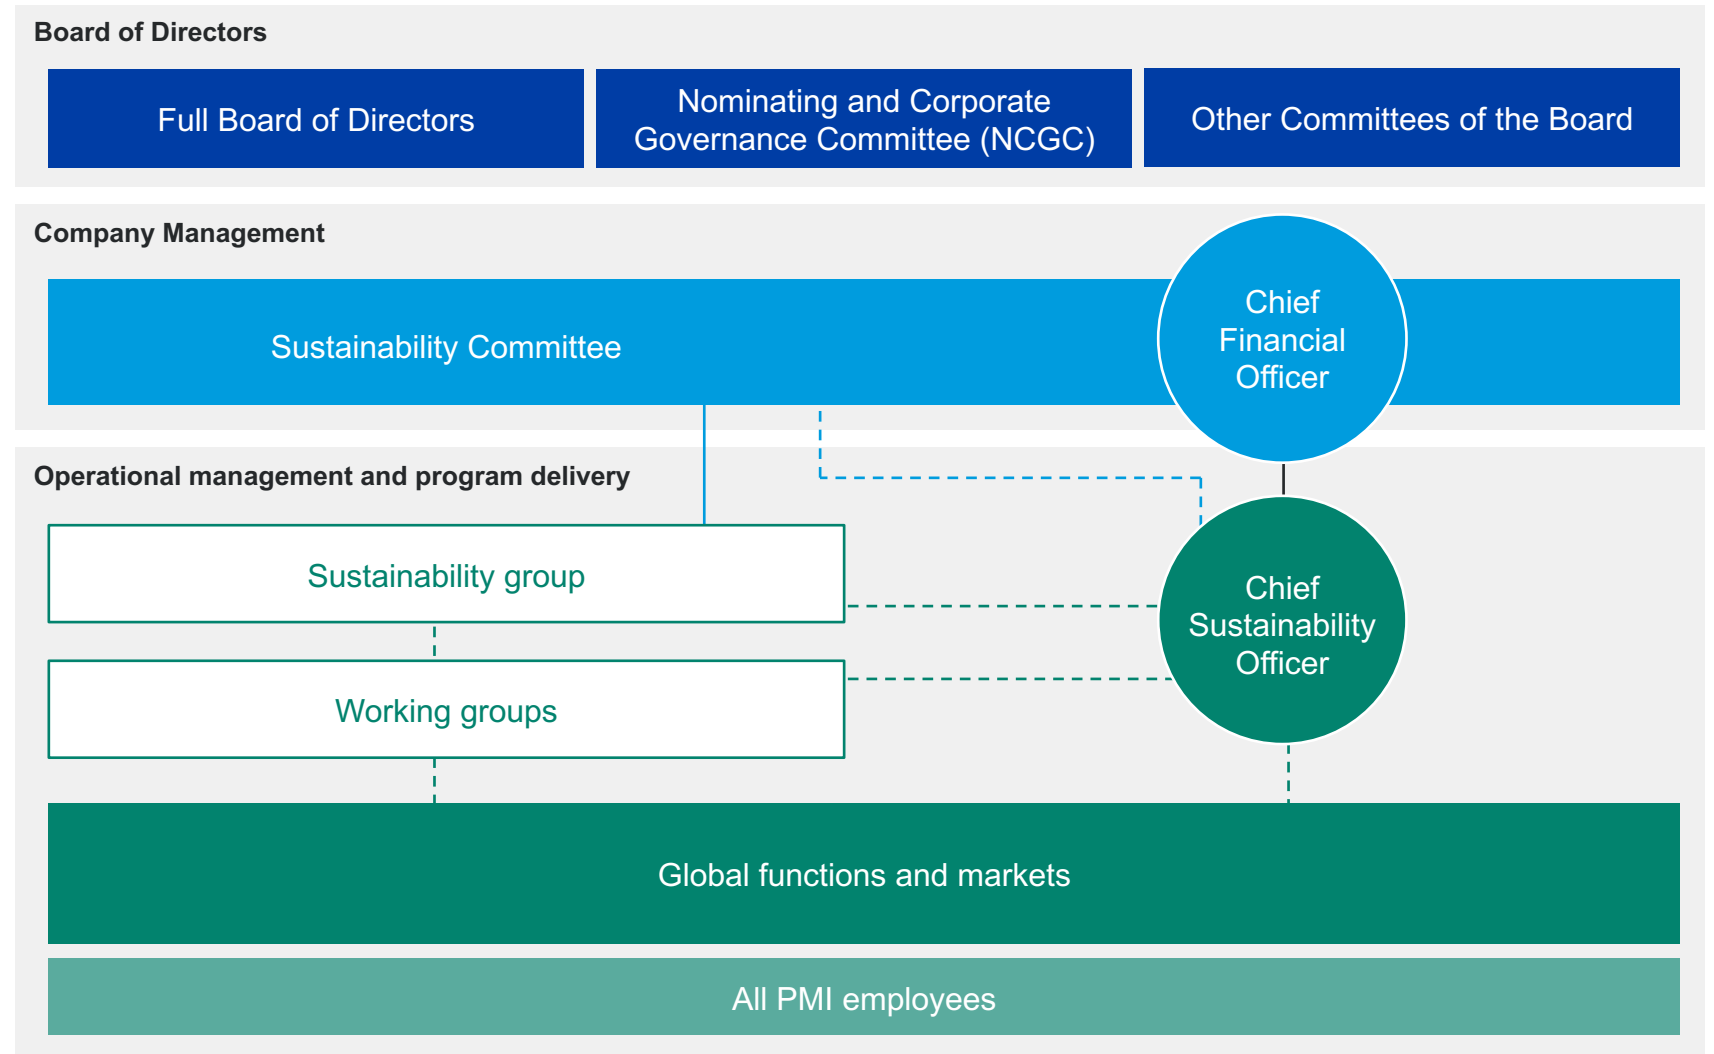 Board of Directors
Full Board of Directors
Nominating and Corporate
Governance Committee (NCGC)
Other Committees of the Board
Company Management
Sustainability Committee
Chief
Financial
Officer
Operational management and program delivery
Sustainability group
Chief
Sustainability
Officer
Working groups
Global functions and markets
All PMI employees